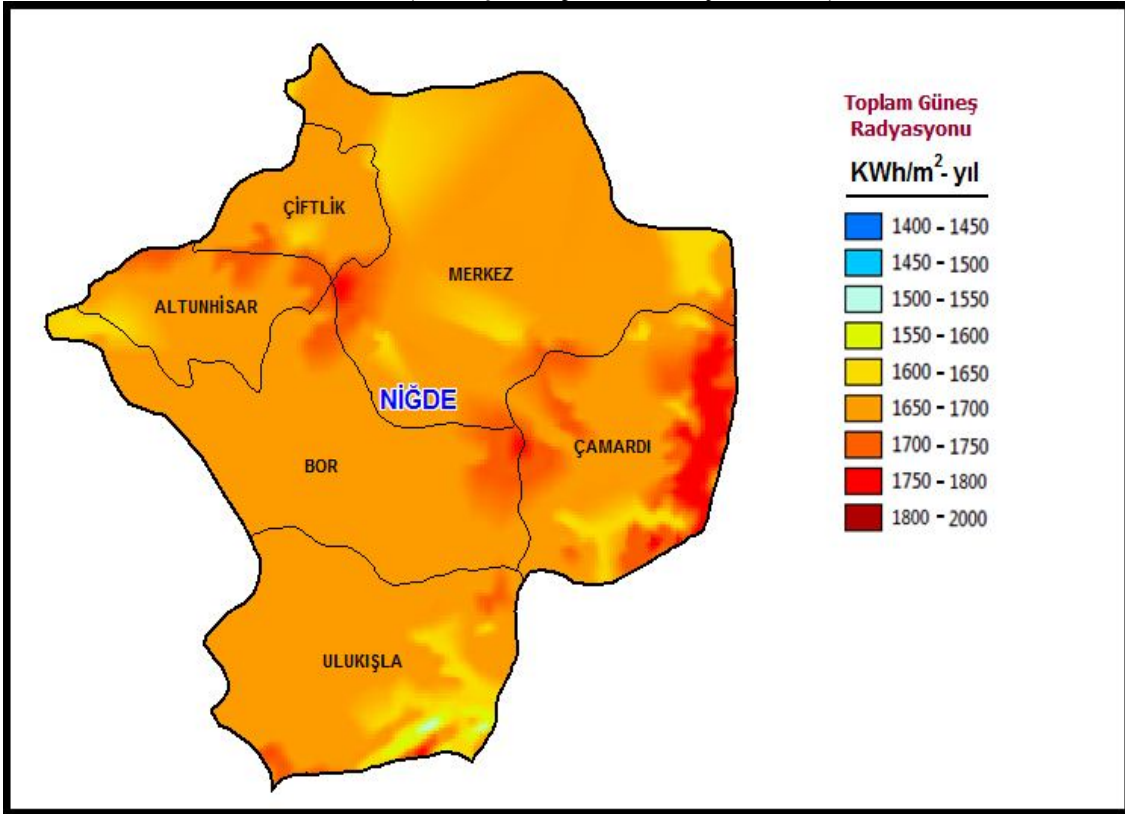 Toplam Güneş
Radyasyonu
KWh/m²- yıl
1400 - 1450
1450 - 1500
1500 - 1550
1550 - 1600
1600 - 1650
1650 - 1700
1700 - 1750
1750 - 1800
1800 - 2000
ÇİFTLİK
MERKEZ
ALTUNHİSAR
NİĞDE
ÇAMARDI
BOR
ULUKIŞLA